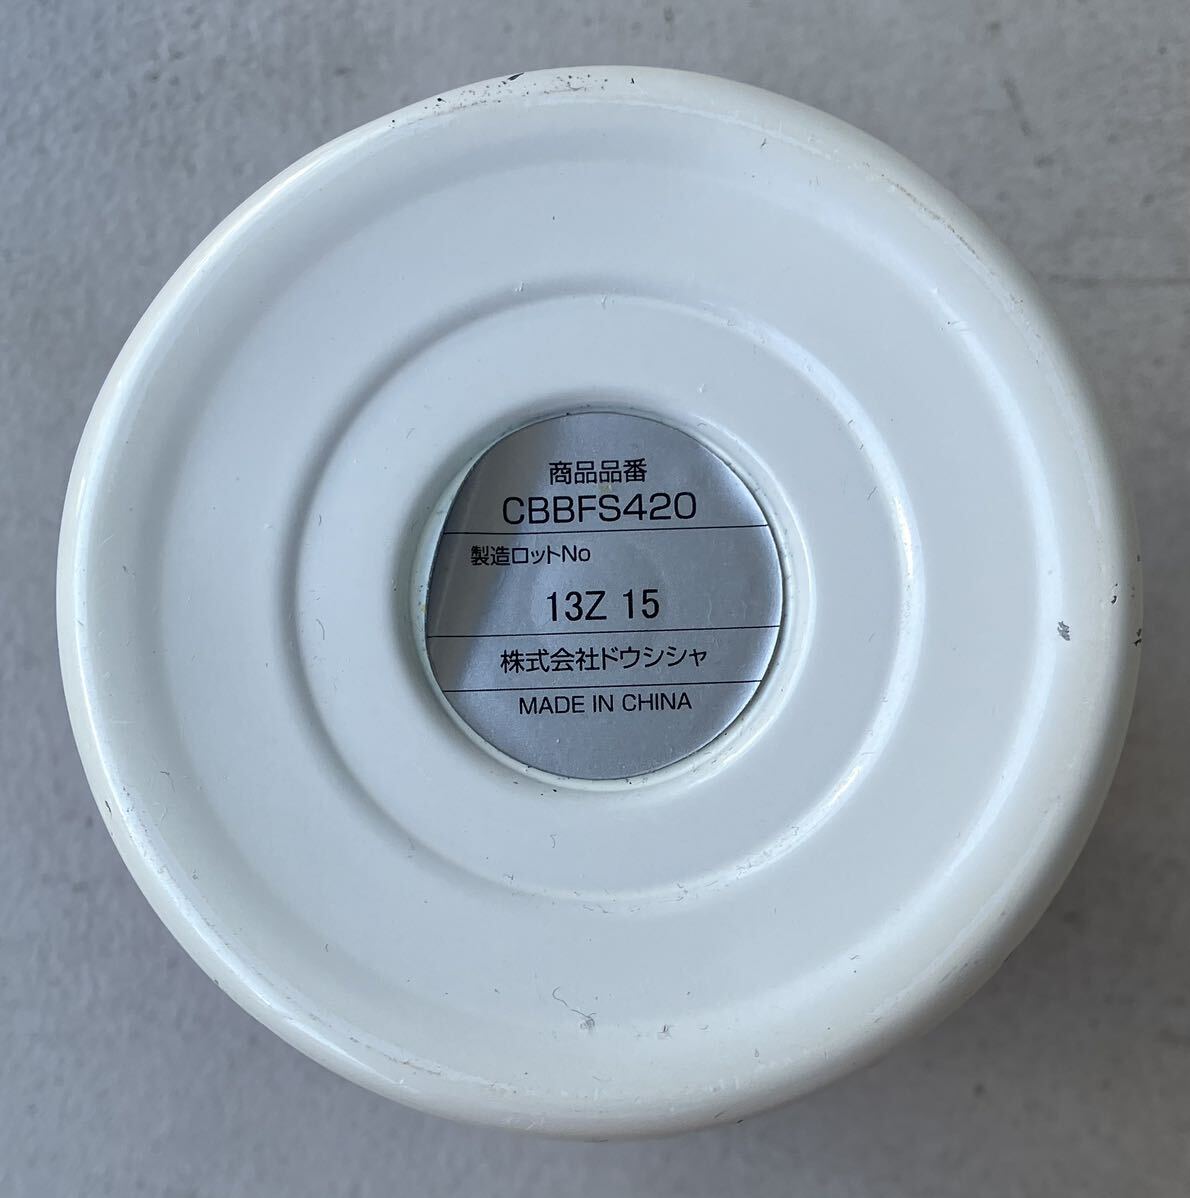 商品品番
CBBFS420
製造ロットNo
13Z 15
株式会社ドウシシャ
MADE IN CHINA